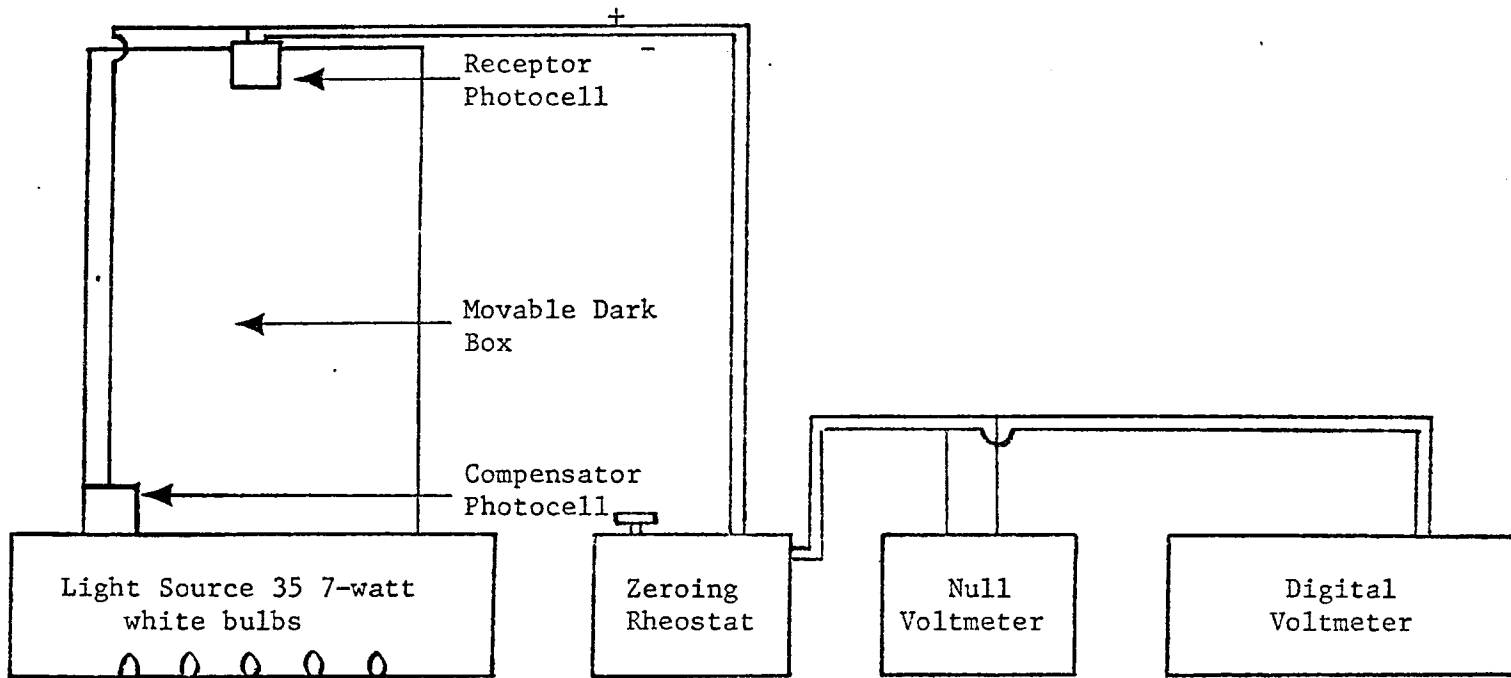 +
-
Receptor
Photocell
Movable Dark
Box
Compensator
Photocell
Light Source 35 7-watt
white bulbs
Zeroing
Rheostat
Null
Voltmeter
Digital
Voltmeter